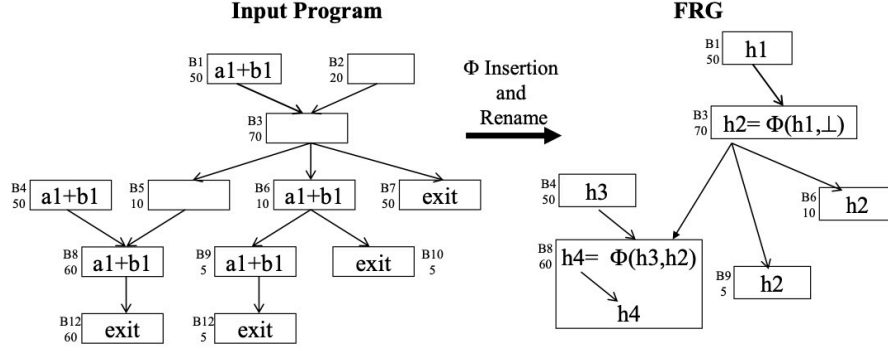 Input Program
FRG
B1
50
a1+b1
B2
20
Φ Insertion
and
Rename
B1
50
h1
B3
70
B3
70
h2= Φ(h1,⊥)
B4
50
a1+b1
B5
10
B6
10
a1+b1
B7
50
exit
B4
50
h3
B6
10
h2
B8
60
a1+b1
B9
5
a1+b1
exit
B10
5
B8
60
h4= Φ(h3,h2)
h4
B9
5
h2
B12
60
exit
B12
5
exit